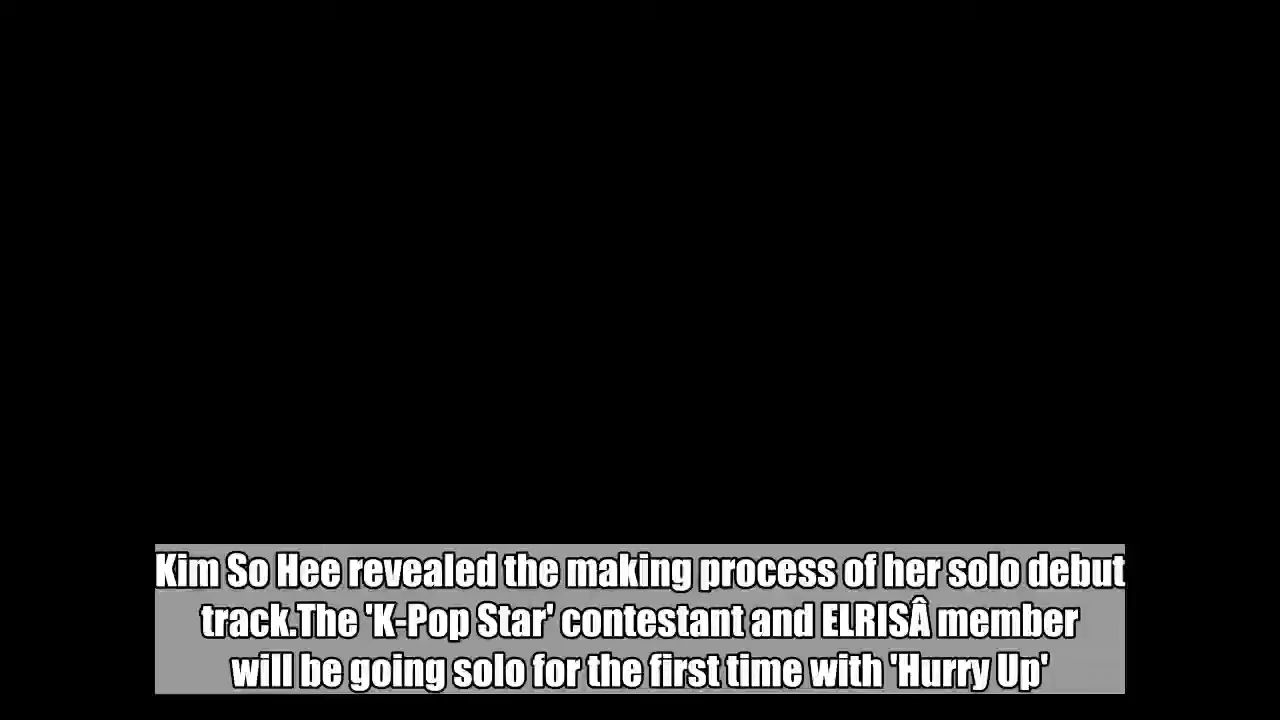 Kim So Hee revealed the making process of her solo debut
track.The 'K-Pop Star' contestant and ELRISÂ member
will be going solo for the first time with 'Hurry Up'